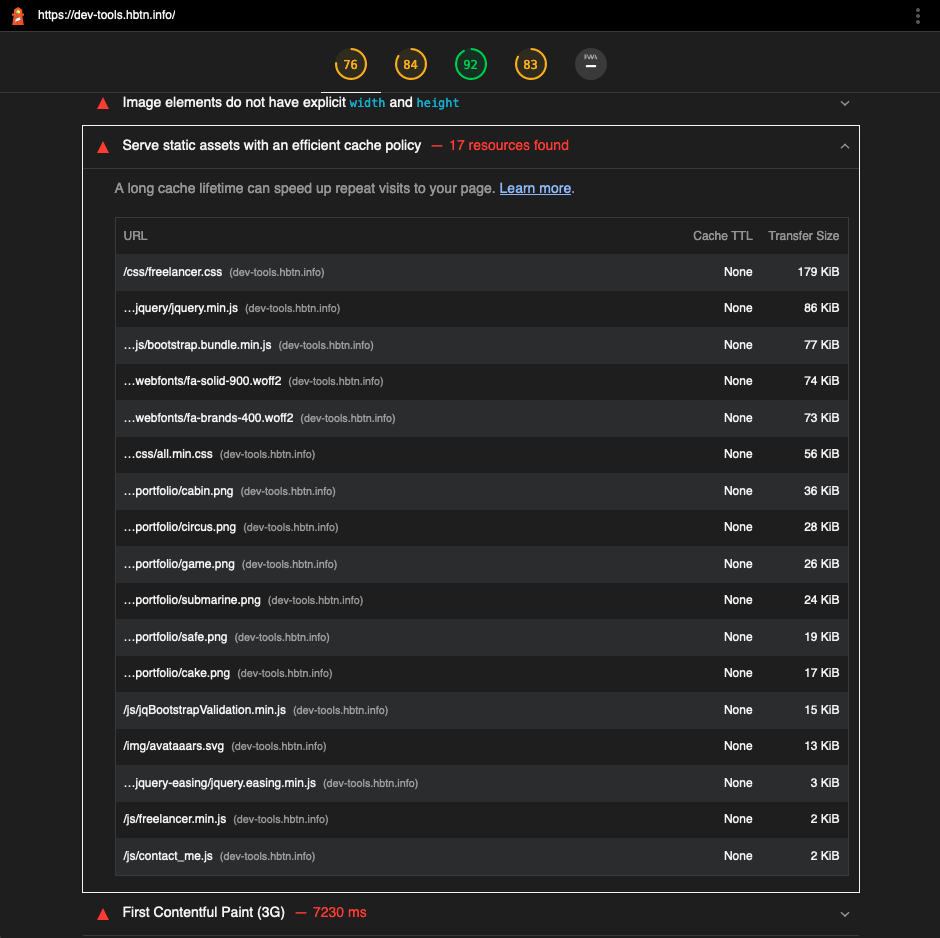 https://dev-tools.hbtn.info/
76 84 92 83 PWA
Image elements do not have explicit width and height
Serve static assets with an efficient cache policy — 17 resources found
A long cache lifetime can speed up repeat visits to your page. Learn more.
URL Cache TTL Transfer Size
/css/freelancer.css (dev-tools.hbtn.info) None 179 KiB
…jquery/jquery.min.js (dev-tools.hbtn.info) None 86 KiB
…js/bootstrap.bundle.min.js (dev-tools.hbtn.info) None 77 KiB
…webfonts/fa-solid-900.woff2 (dev-tools.hbtn.info) None 74 KiB
…webfonts/fa-brands-400.woff2 (dev-tools.hbtn.info) None 73 KiB
…css/all.min.css (dev-tools.hbtn.info) None 56 KiB
…portfolio/cabin.png (dev-tools.hbtn.info) None 36 KiB
…portfolio/circus.png (dev-tools.hbtn.info) None 28 KiB
…portfolio/game.png (dev-tools.hbtn.info) None 26 KiB
…portfolio/submarine.png (dev-tools.hbtn.info) None 24 KiB
…portfolio/safe.png (dev-tools.hbtn.info) None 19 KiB
…portfolio/cake.png (dev-tools.hbtn.info) None 17 KiB
/js/jqBootstrapValidation.min.js (dev-tools.hbtn.info) None 15 KiB
/img/avataaars.svg (dev-tools.hbtn.info) None 13 KiB
…jquery-easing/jquery.easing.min.js (dev-tools.hbtn.info) None 3 KiB
/js/freelancer.min.js (dev-tools.hbtn.info) None 2 KiB
/js/contact_me.js (dev-tools.hbtn.info) None 2 KiB
First Contentful Paint (3G) — 7230 ms